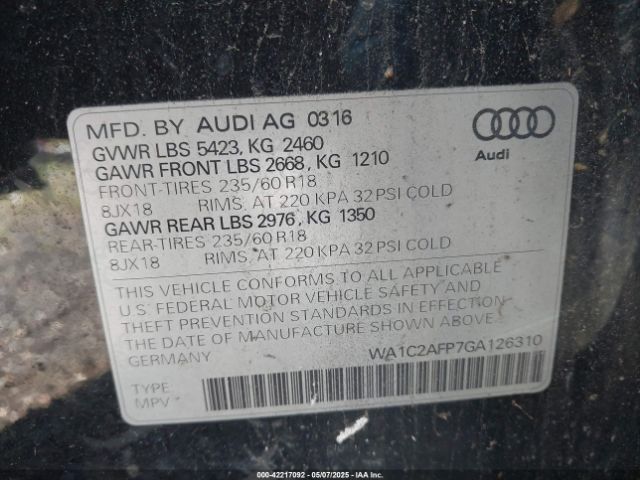 MFD. BY AUDI AG 0316
GVWR LBS 5423, KG 2460
GAWR FRONT LBS 2668, KG 1210
FRONT-TIRES 235/60 R18
8JX18 RIMS, AT 220 KPA 32 PSI COLD
GAWR REAR LBS 2976, KG 1350
REAR-TIRES 235/60 R18
8JX18 RIMS, AT 220 KPA 32 PSI COLD
Audi
THIS VEHICLE CONFORMS TO ALL APPLICABLE
U.S. FEDERAL MOTOR VEHICLE SAFETY AND
THEFT PREVENTION STANDARDS IN EFFECT ON
THE DATE OF MANUFACTURE SHOWN ABOVE.
GERMANY
WA1C2AFP7GA126310
TYPE:
MPV
000-42217092 - 05/07/2025 - IAA Inc.